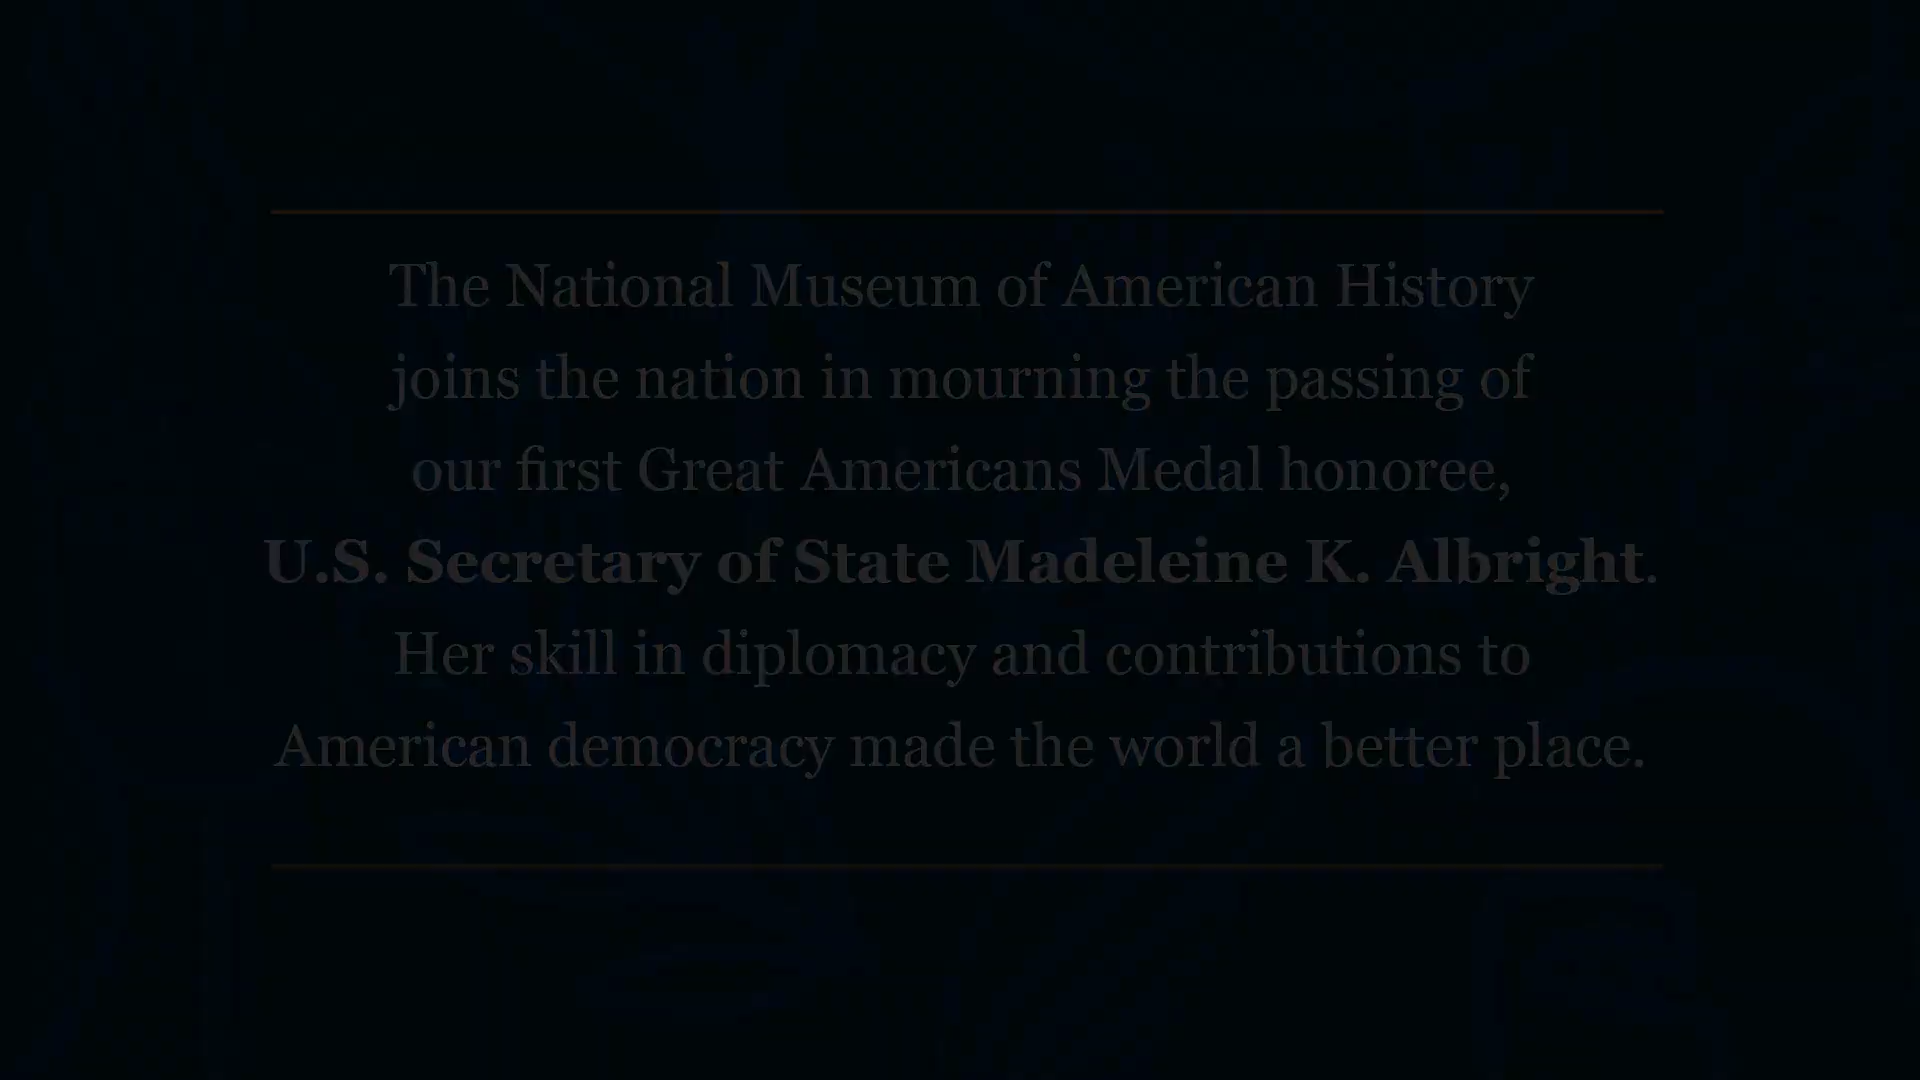 The National Museum of American History
joins the nation in mourning the passing of
our first Great Americans Medal honoree,
U.S. Secretary of State Madeleine K. Albright.
Her skill in diplomacy and contributions to
American democracy made the world a better place.